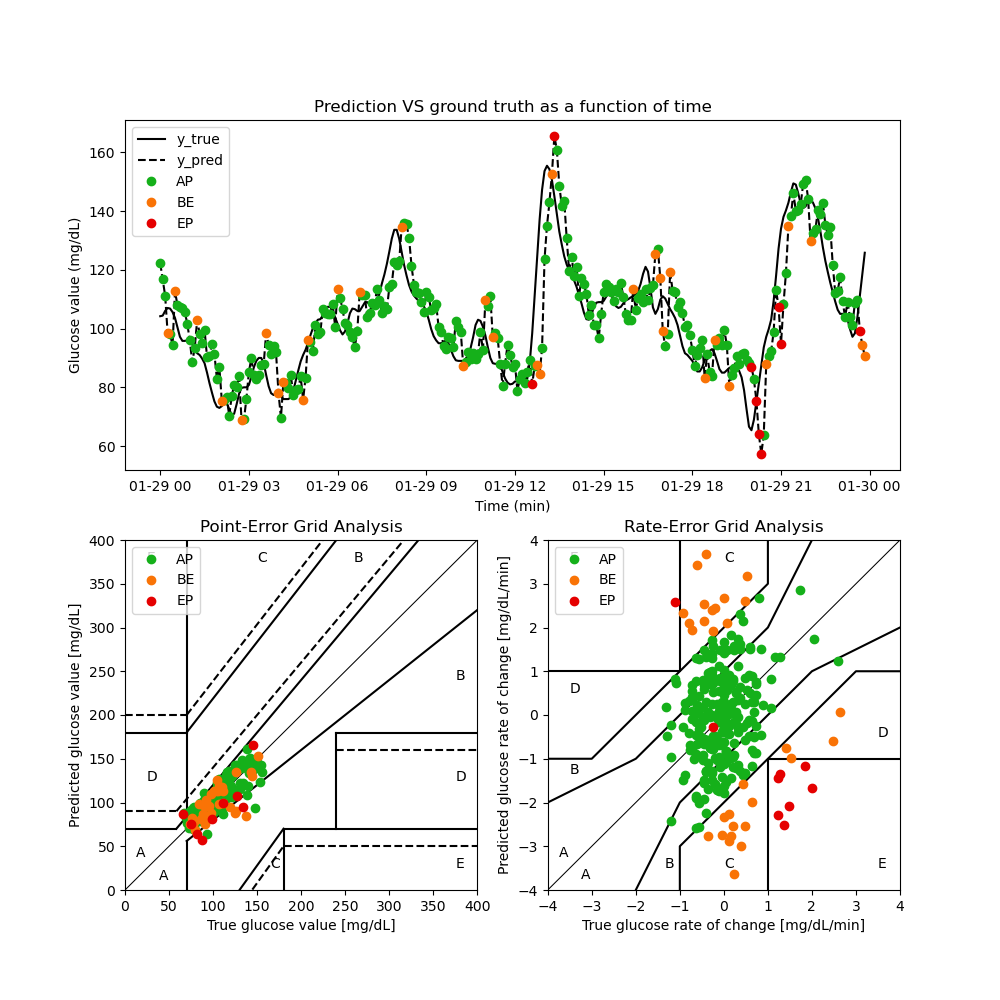 Prediction VS ground truth as a function of time
Glucose value (mg/dL)
160
140
120
100
80
60
y_true
y_pred
AP
BE
EP
01-29 00 01-29 03 01-29 06 01-29 09 01-29 12 01-29 15 01-29 18 01-29 21 01-30 00
Time (min)
Point-Error Grid Analysis
Predicted glucose value [mg/dL]
400
350
300
250
200
150
100
50
0
AP
BE
EP
C
B
B
D
D
A
A
C
E
0 50 100 150 200 250 300 350 400
True glucose value [mg/dL]
Rate-Error Grid Analysis
Predicted glucose rate of change [mg/dL/min]
4
3
2
1
0
−1
−2
−3
−4
AP
BE
EP
C
D
D
B
A
A
B
C
E
−4 −3 −2 −1 0 1 2 3 4
True glucose rate of change [mg/dL/min]